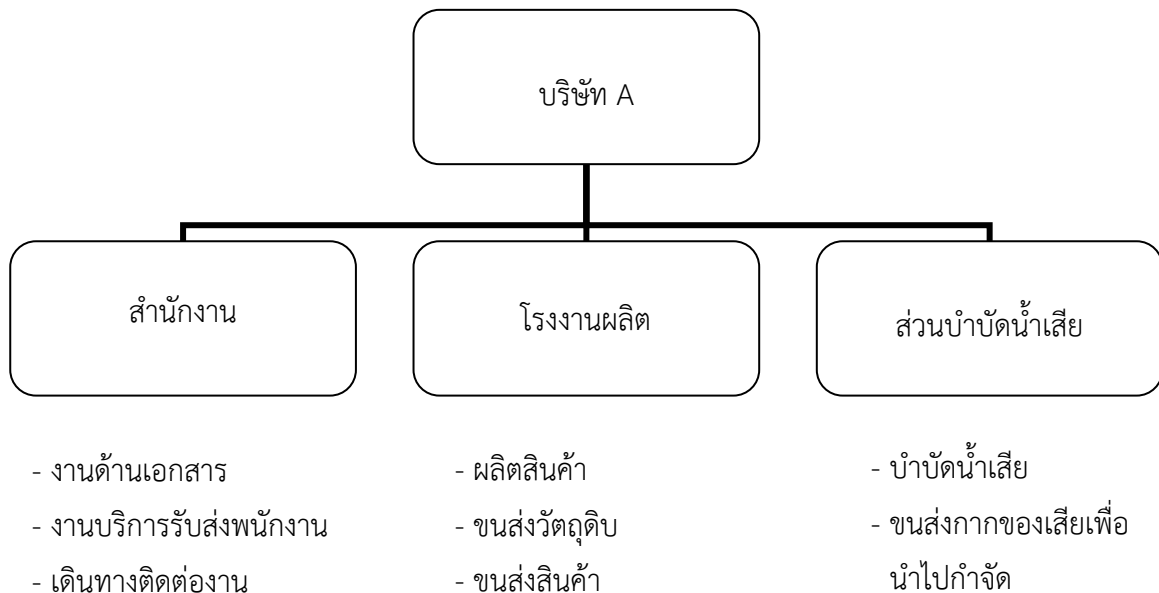 บริษัท A
สำนักงาน
โรงงานผลิต
ส่วนบำบัดน้ำเสีย
- งานด้านเอกสาร
- งานบริการรับส่งพนักงาน
- เดินทางติดต่องาน
- ผลิตสินค้า
- ขนส่งวัตถุดิบ
- ขนส่งสินค้า
- บำบัดน้ำเสีย
- ขนส่งกากของเสียเพื่อ
นำไปกำจัด